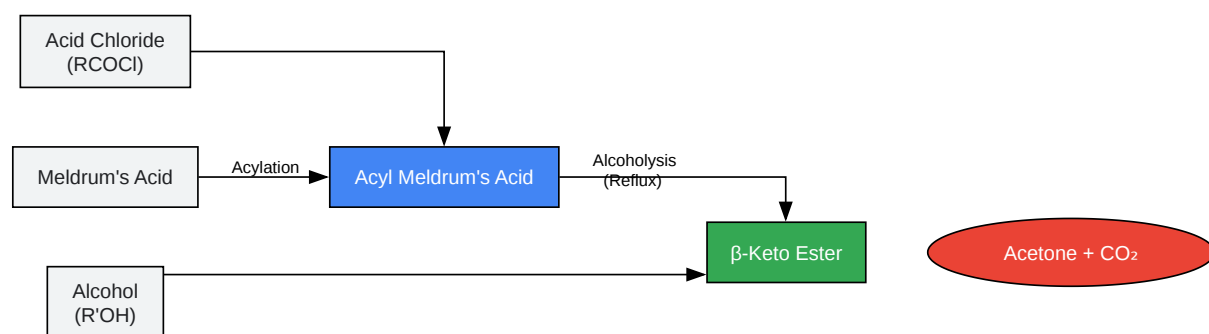 Acid Chloride
(RCOCl)
Meldrum's Acid
Acylation
Acyl Meldrum's Acid
Alcoholysis
(Reflux)
β-Keto Ester
Acetone + CO₂
Alcohol
(R'OH)